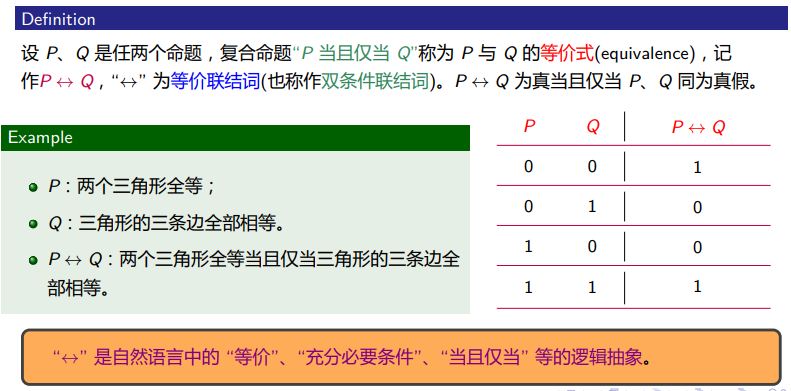 Definition
设 P、Q 是任两个命题，复合命题“P 当且仅当 Q”称为 P 与 Q 的等价式(equivalence)，记
作P ↔ Q，“↔” 为等价联结词(也称作双条件联结词)。P ↔ Q 为真当且仅当 P、Q 同为真假。
Example
P：两个三角形全等；
Q：三角形的三条边全部相等。
P ↔ Q：两个三角形全等当且仅当三角形的三条边全
部相等。
P Q P ↔ Q
0 0 1
0 1 0
1 0 0
1 1 1
“↔” 是自然语言中的 “等价”、“充分必要条件”、“当且仅当” 等的逻辑抽象。